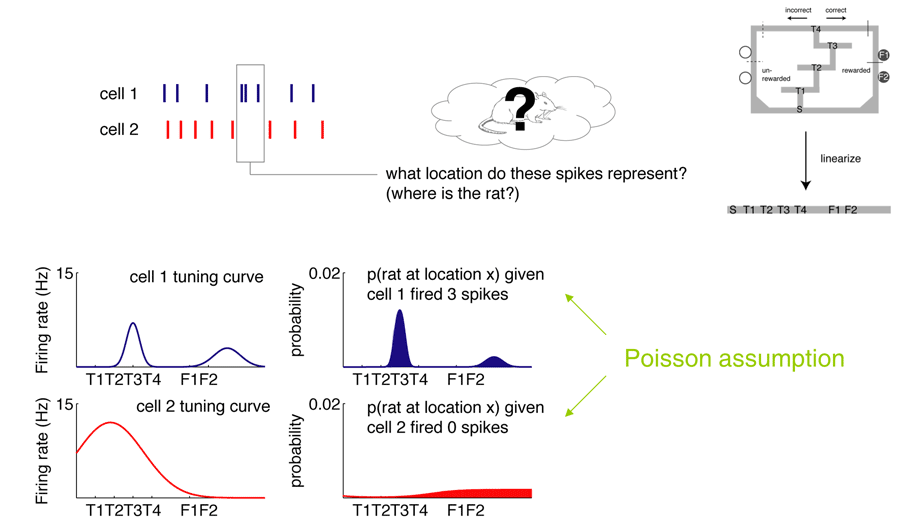 incorrect correct
T4
T3
T2
T1
S
un-
rewarded
rewarded
F1
F2
linearize
S T1 T2 T3 T4 F1 F2
cell 1
cell 2
?
what location do these spikes represent?
(where is the rat?)
15
Firing rate (Hz)
cell 1 tuning curve
T1T2T3T4 F1F2
0.02
probability
p(rat at location x) given
cell 1 fired 3 spikes
T1T2T3T4 F1F2
Poisson assumption
15
Firing rate (Hz)
cell 2 tuning curve
T1T2T3T4 F1F2
0.02
probability
p(rat at location x) given
cell 2 fired 0 spikes
T1T2T3T4 F1F2